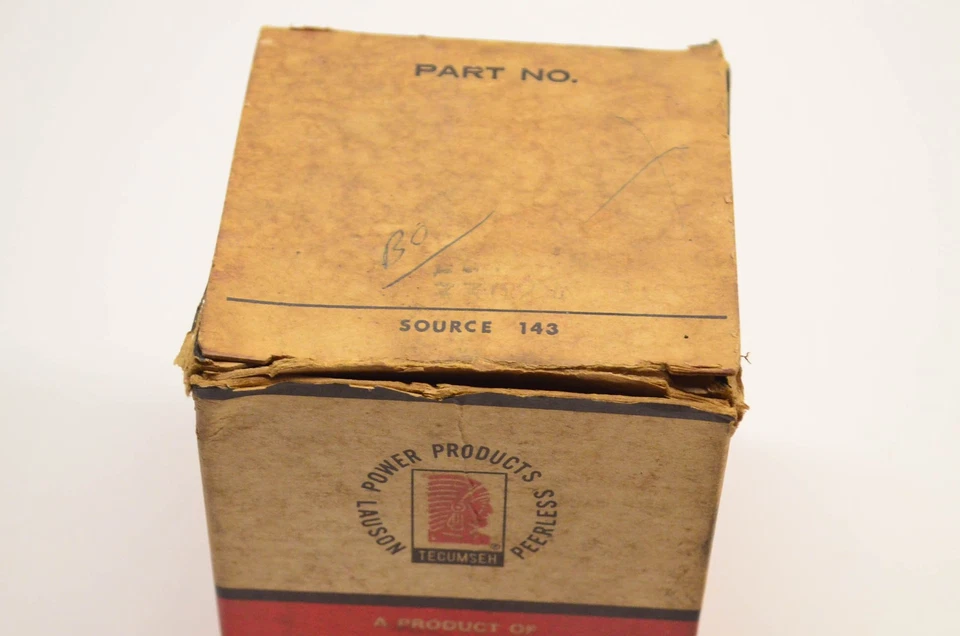 PART NO.
BO
SOURCE 143
LAUSON POWER PRODUCTS PEERLESS
®
TECUMSEH
A PRODUCT OF